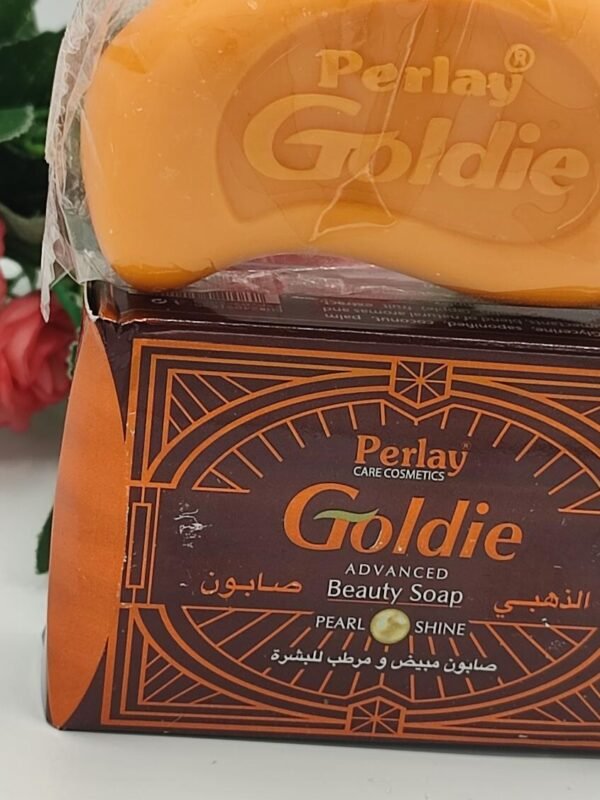 Perlay®
Goldie
Perlay
CARE COSMETICS
Goldie
ADVANCED
صابون Beauty Soap الذهبي
PEARL SHINE
صابون مبيض و مرطب للبشرة